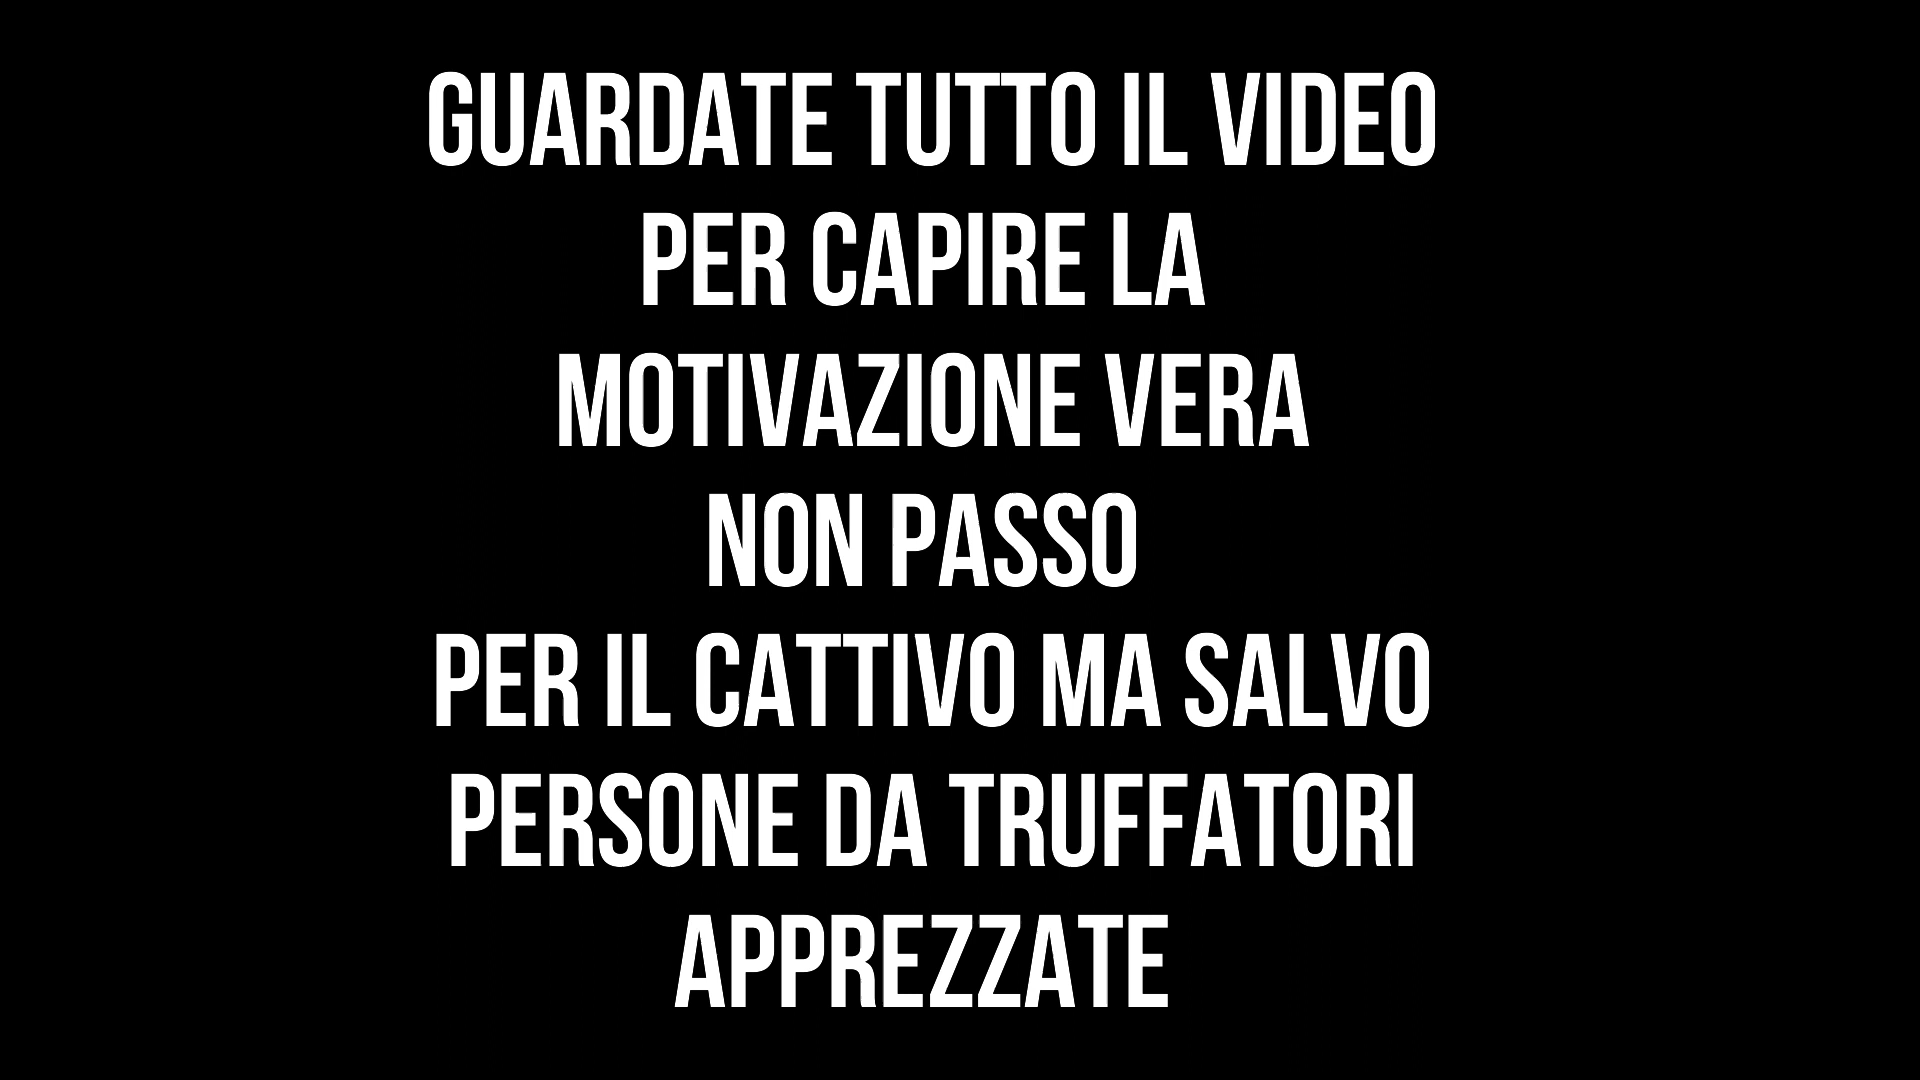 GUARDATE TUTTO IL VIDEO
PER CAPIRE LA
MOTIVAZIONE VERA
NON PASSO
PER IL CATTIVO MA SALVO
PERSONE DA TRUFFATORI
APPREZZATE